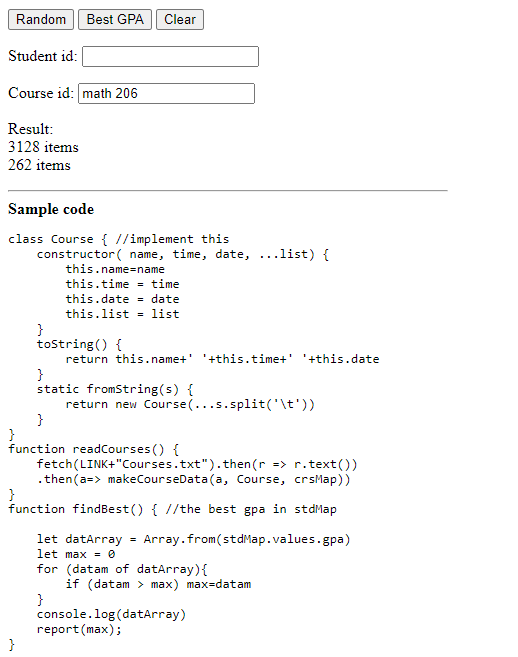 Random Best GPA Clear
Student id:
Course id: math 206
Result:
3128 items
262 items
Sample code
class Course { //implement this
    constructor( name, time, date, ...list) {
        this.name=name
        this.time = time
        this.date = date
        this.list = list
    }
    toString() {
        return this.name+' '+this.time+' '+this.date
    }
    static fromString(s) {
        return new Course(...s.split('\t'))
    }
}
function readCourses() {
    fetch(LINK+"Courses.txt").then(r => r.text())
    .then(a=> makeCourseData(a, Course, crsMap))
}
function findBest() { //the best gpa in stdMap
    let datArray = Array.from(stdMap.values.gpa)
    let max = 0
    for (datam of datArray){
        if (datam > max) max=datam
    }
    console.log(datArray)
    report(max);
}